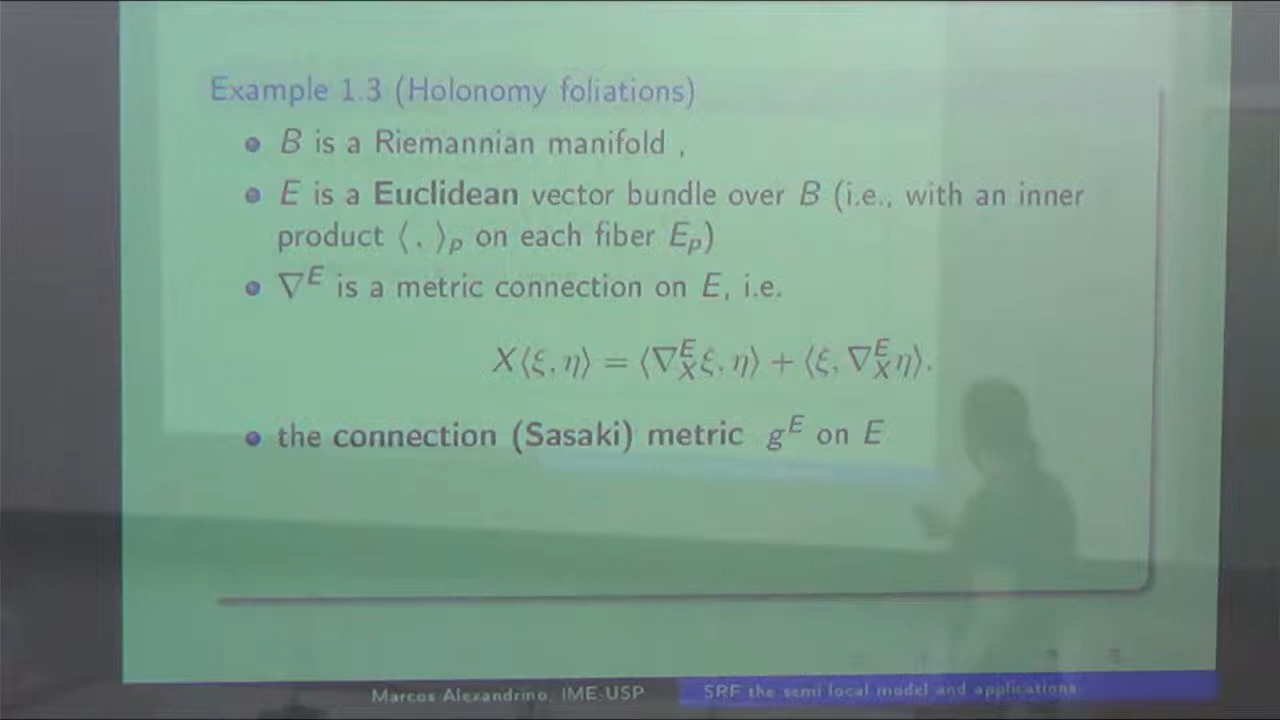 Example 1.3 (Holonomy foliations)
B is a Riemannian manifold ,
E is a Euclidean vector bundle over B (i.e., with an inner
product ⟨ , ⟩_p on each fiber E_p)
∇^E is a metric connection on E, i.e.
X⟨ξ, η⟩ = ⟨∇^E_X ξ, η⟩ + ⟨ξ, ∇^E_X η⟩.
the connection (Sasaki) metric g^E on E
Marcos Alexandrino, IME-USP SRF the semi local model and applications